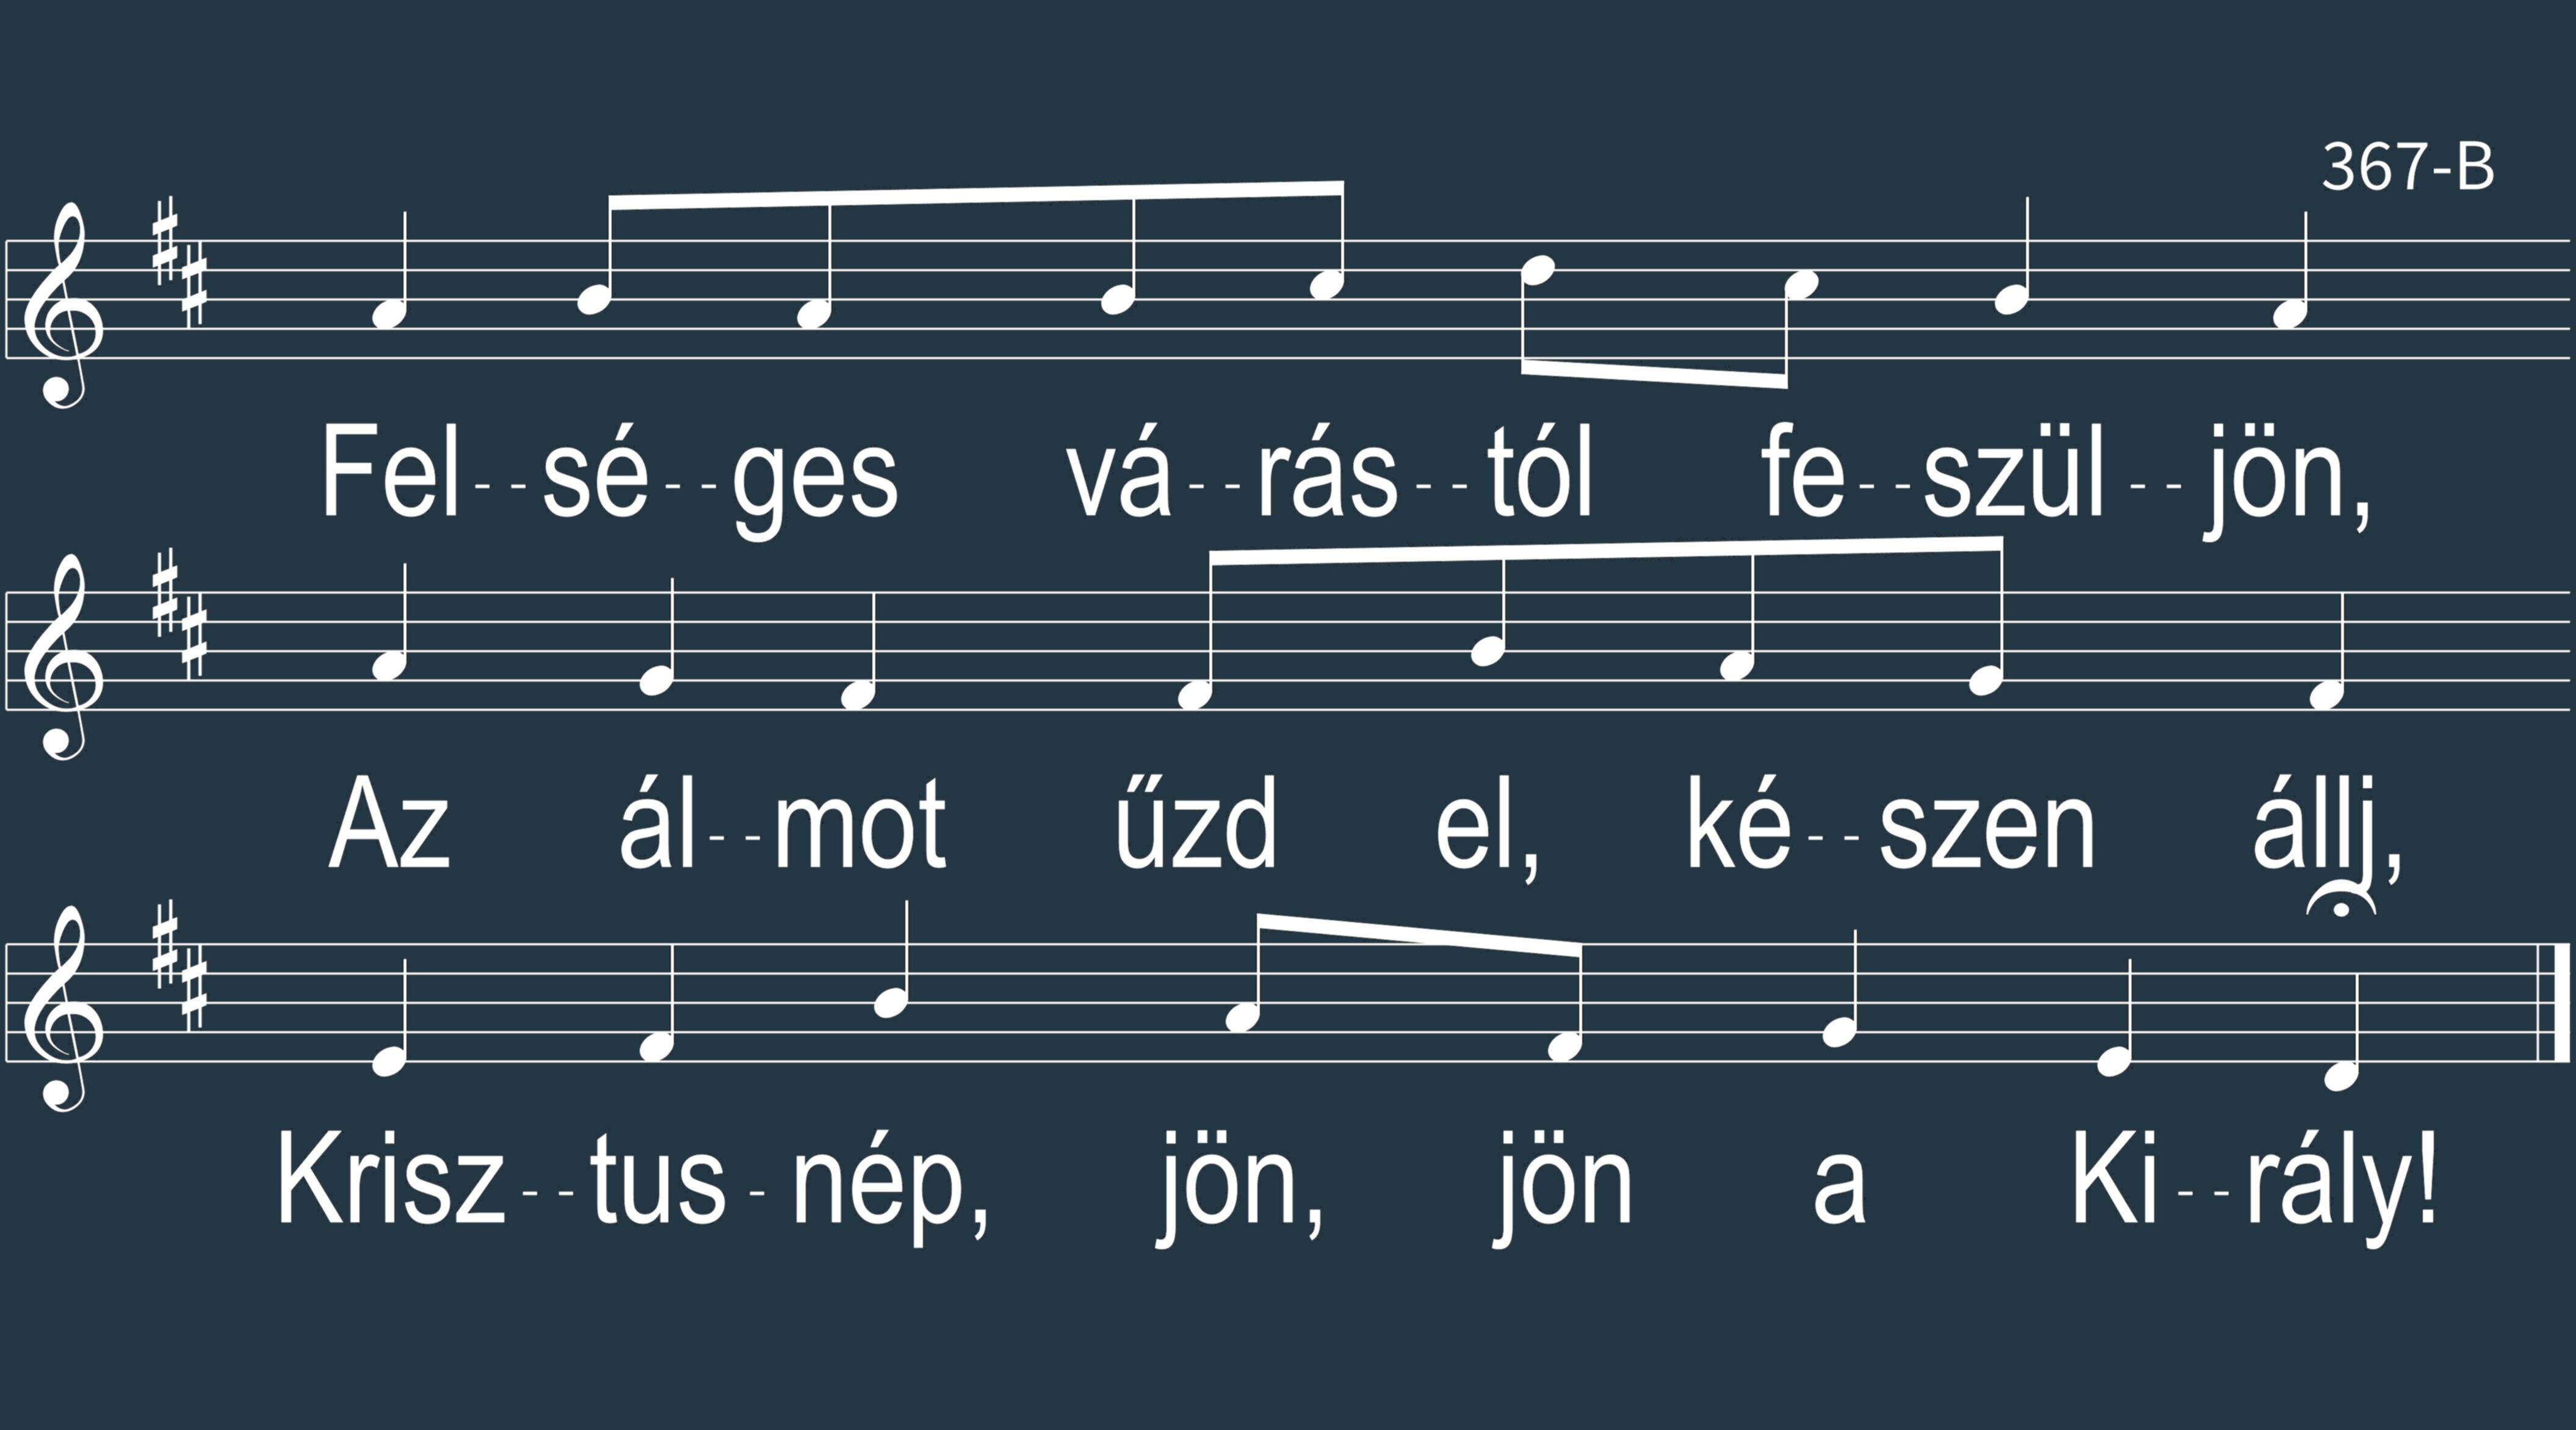 367-B
Fel--sé--ges vá--rás--tól fe--szül--jön,
Az ál--mot űzd el, ké--szen állj,
Krisz--tus-nép, jön, jön a Ki--rály!